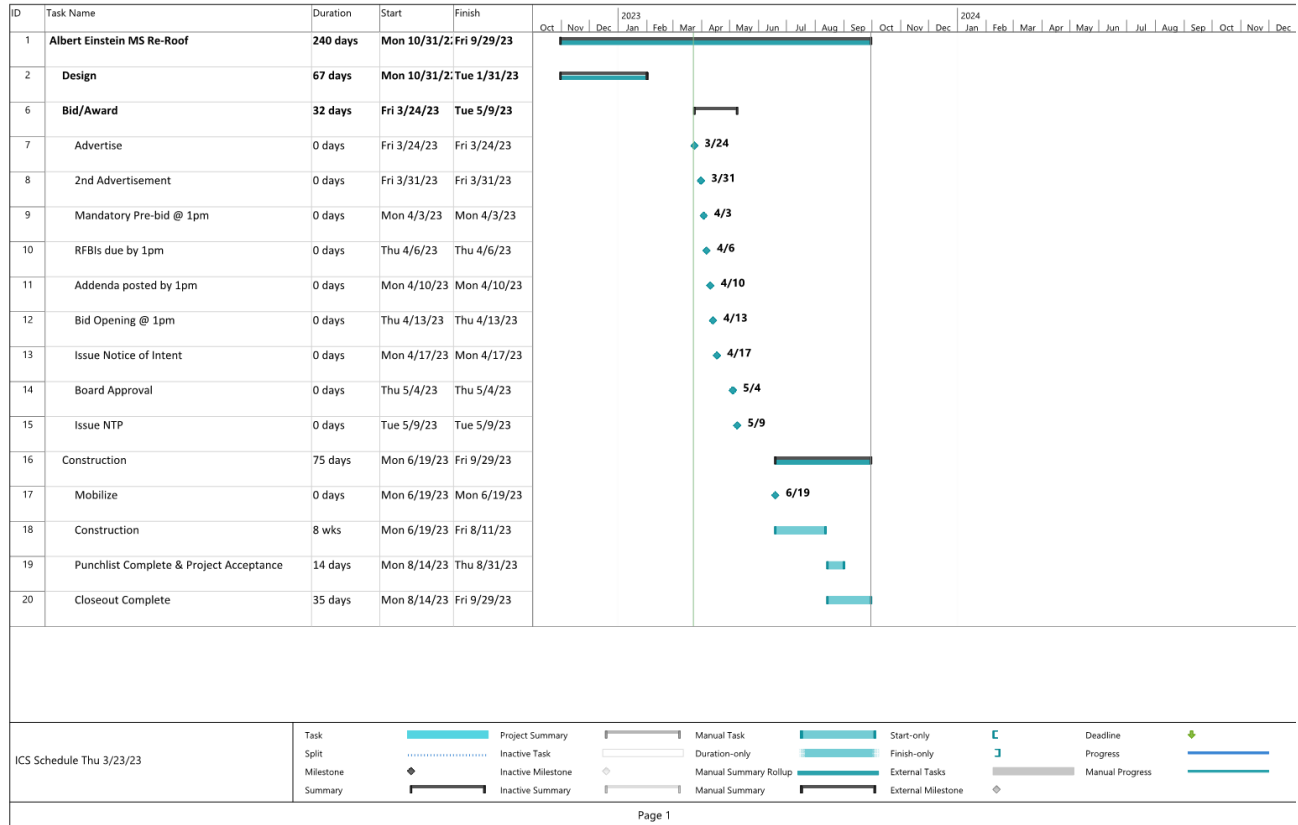 ID Task Name Duration Start Finish
2023 2024
Oct Nov Dec Jan Feb Mar Apr May Jun Jul Aug Sep Oct Nov Dec Jan Feb Mar Apr May Jun Jul Aug Sep Oct Nov Dec
1 Albert Einstein MS Re-Roof 240 days Mon 10/31/22 Fri 9/29/23
2 Design 67 days Mon 10/31/22 Tue 1/31/23
6 Bid/Award 32 days Fri 3/24/23 Tue 5/9/23
7 Advertise 0 days Fri 3/24/23 Fri 3/24/23 3/24
8 2nd Advertisement 0 days Fri 3/31/23 Fri 3/31/23 3/31
9 Mandatory Pre-bid @ 1pm 0 days Mon 4/3/23 Mon 4/3/23 4/3
10 RFBIs due by 1pm 0 days Thu 4/6/23 Thu 4/6/23 4/6
11 Addenda posted by 1pm 0 days Mon 4/10/23 Mon 4/10/23 4/10
12 Bid Opening @ 1pm 0 days Thu 4/13/23 Thu 4/13/23 4/13
13 Issue Notice of Intent 0 days Mon 4/17/23 Mon 4/17/23 4/17
14 Board Approval 0 days Thu 5/4/23 Thu 5/4/23 5/4
15 Issue NTP 0 days Tue 5/9/23 Tue 5/9/23 5/9
16 Construction 75 days Mon 6/19/23 Fri 9/29/23
17 Mobilize 0 days Mon 6/19/23 Mon 6/19/23 6/19
18 Construction 8 wks Mon 6/19/23 Fri 8/11/23
19 Punchlist Complete & Project Acceptance 14 days Mon 8/14/23 Thu 8/31/23
20 Closeout Complete 35 days Mon 8/14/23 Fri 9/29/23
ICS Schedule Thu 3/23/23
Task Project Summary Manual Task Start-only Deadline
Split Inactive Task Duration-only Finish-only Progress
Milestone Inactive Milestone Manual Summary Rollup External Tasks Manual Progress
Summary Inactive Summary Manual Summary External Milestone
Page 1